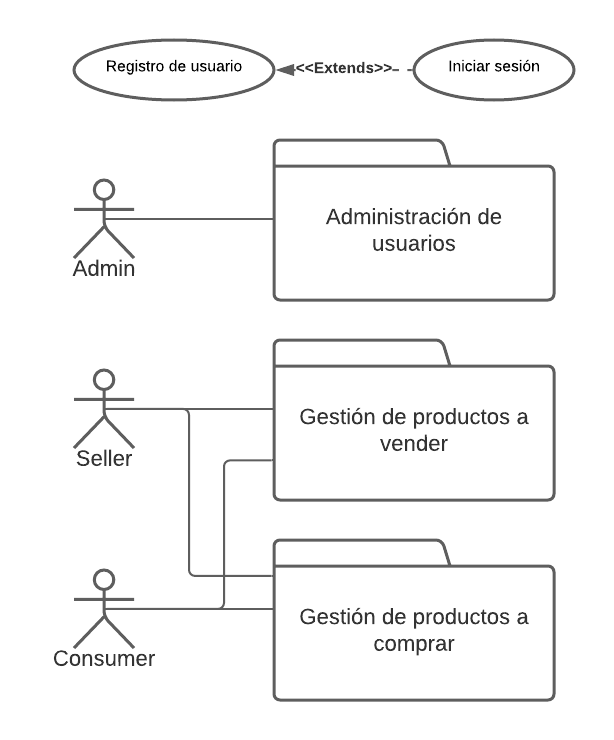 Registro de usuario
<<Extends>>
Iniciar sesión
Administración de
usuarios
Admin
Gestión de productos a
vender
Seller
Gestión de productos a
comprar
Consumer